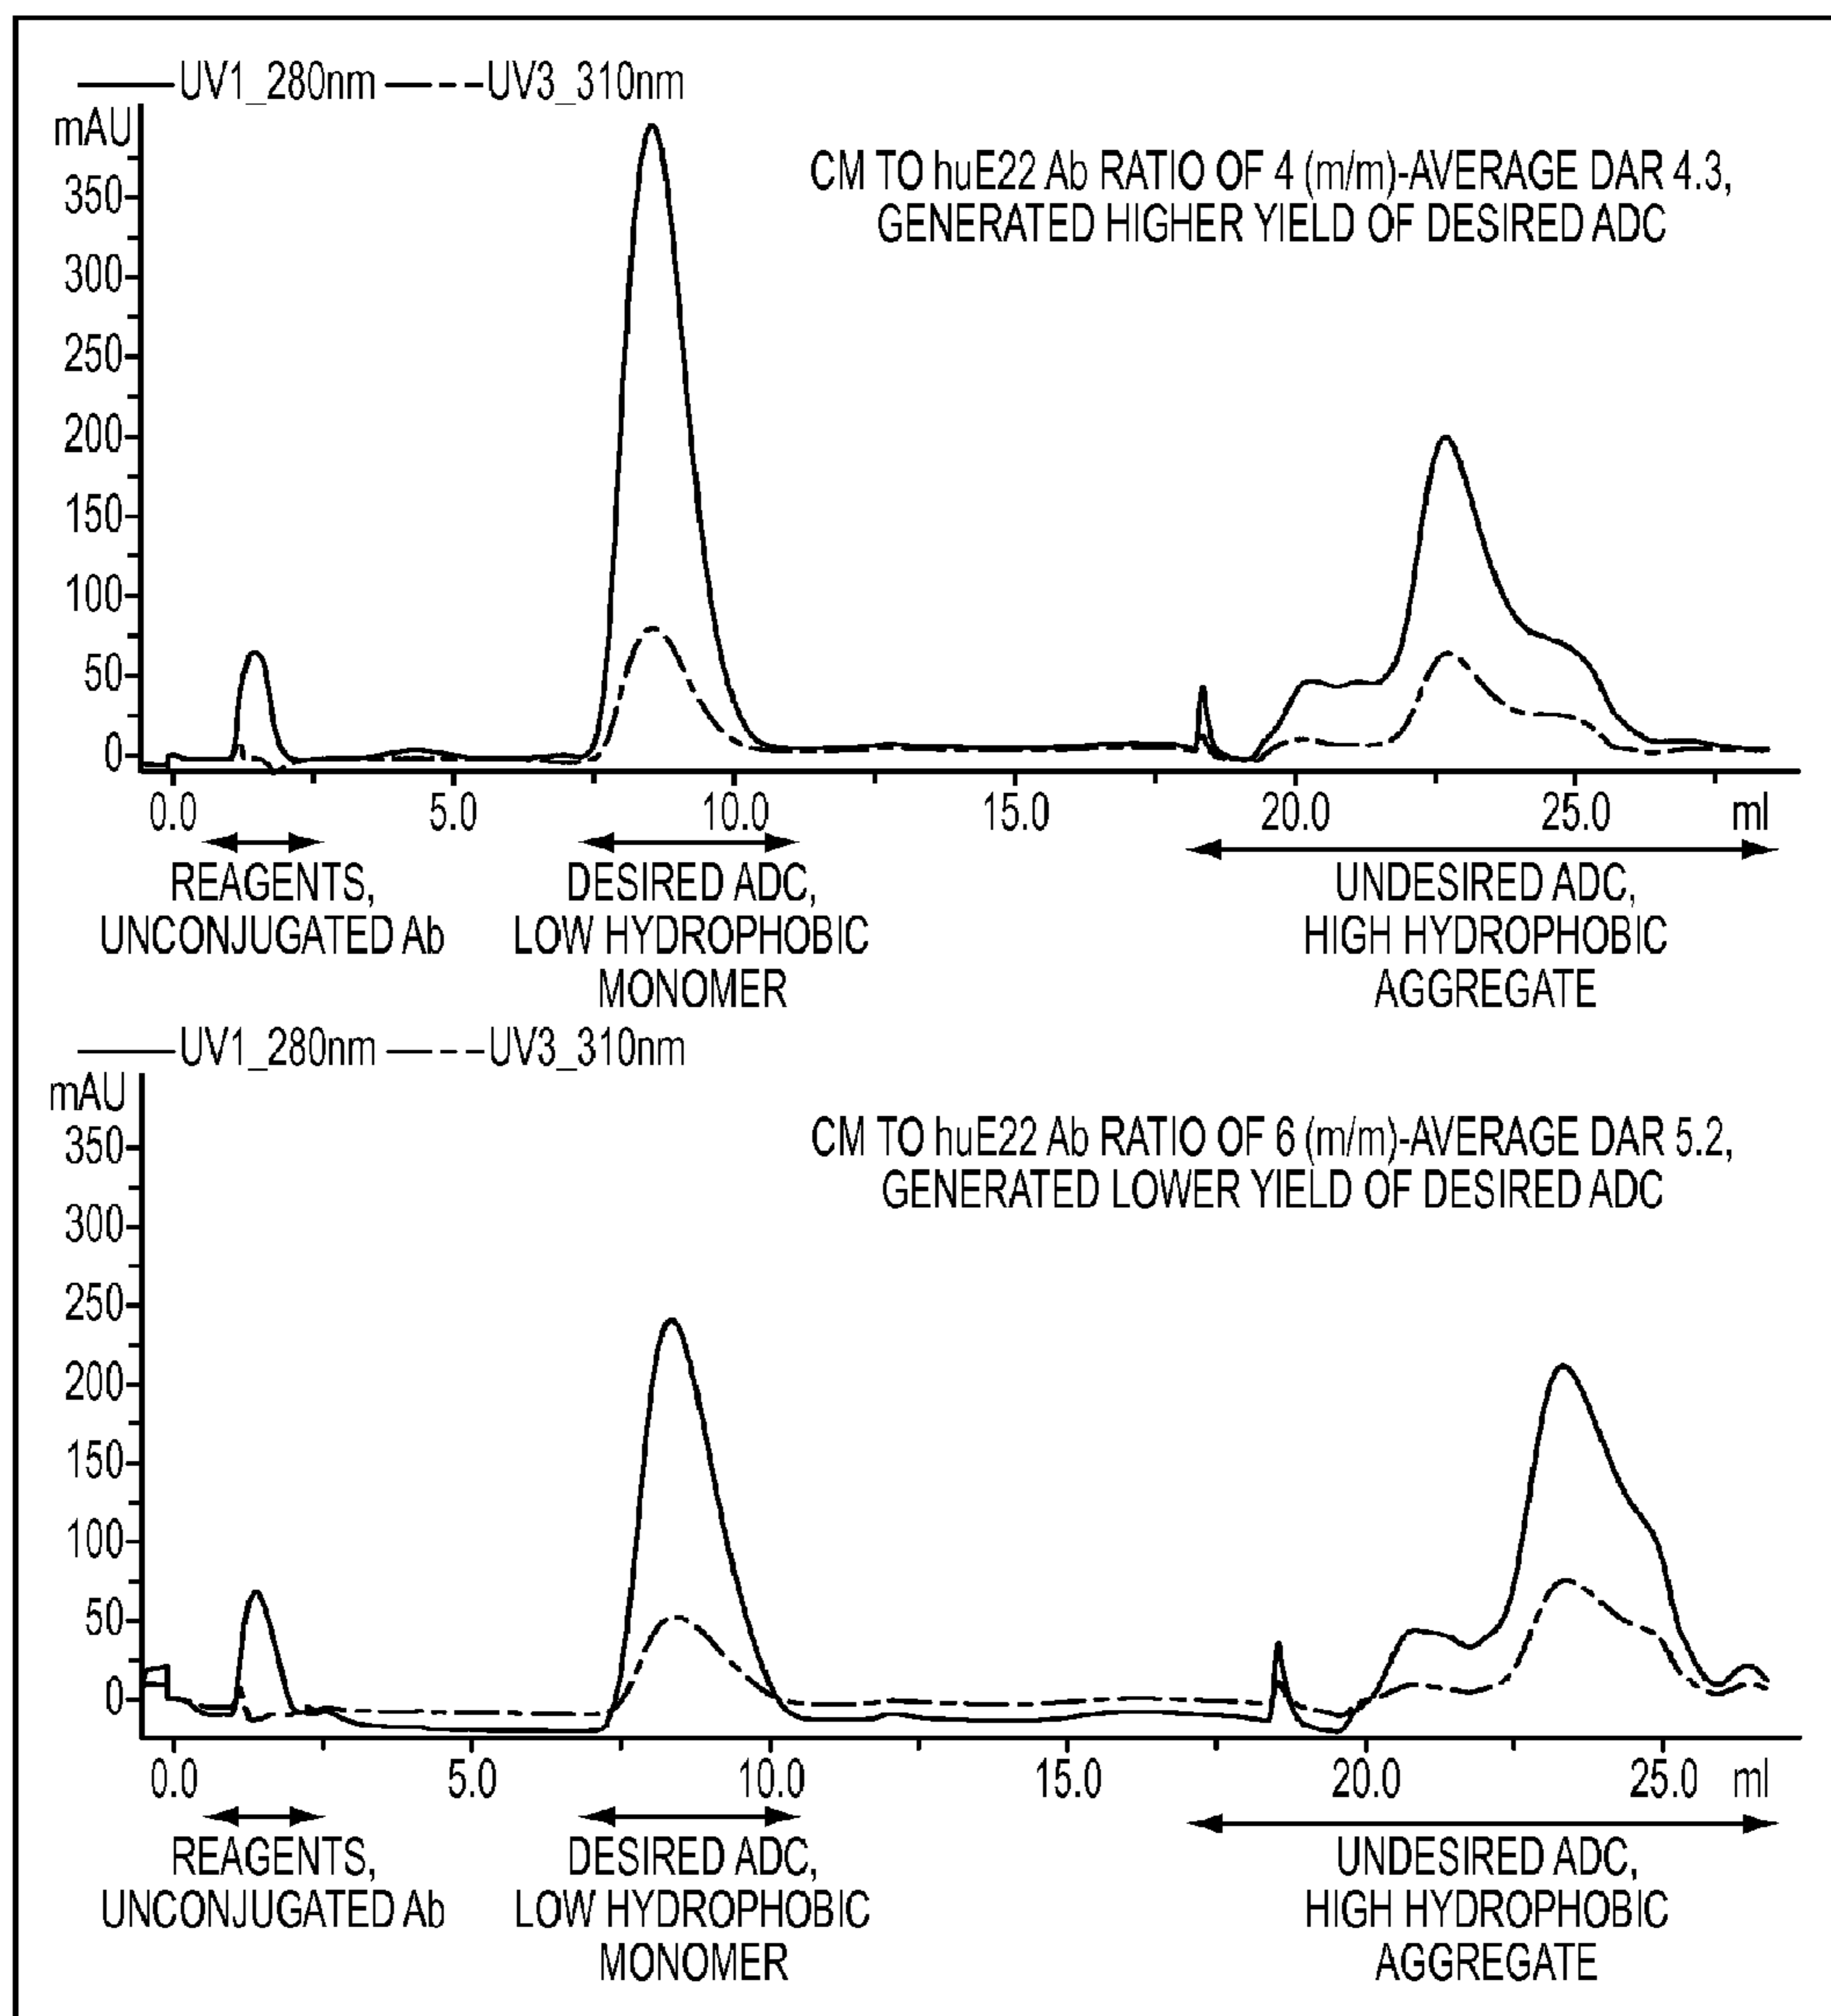 UV1_280nm UV3_310nm
mAU
CM TO huE22 Ab RATIO OF 4 (m/m)-AVERAGE DAR 4.3,
GENERATED HIGHER YIELD OF DESIRED ADC
350
300
250
200
150
100
50
0
0.0 5.0 10.0 15.0 20.0 25.0 ml
REAGENTS,
UNCONJUGATED Ab
DESIRED ADC,
LOW HYDROPHOBIC
MONOMER
UNDESIRED ADC,
HIGH HYDROPHOBIC
AGGREGATE
UV1_280nm UV3_310nm
mAU
CM TO huE22 Ab RATIO OF 6 (m/m)-AVERAGE DAR 5.2,
GENERATED LOWER YIELD OF DESIRED ADC
350
300
250
200
150
100
50
0
0.0 5.0 10.0 15.0 20.0 25.0 ml
REAGENTS,
UNCONJUGATED Ab
DESIRED ADC,
LOW HYDROPHOBIC
MONOMER
UNDESIRED ADC,
HIGH HYDROPHOBIC
AGGREGATE